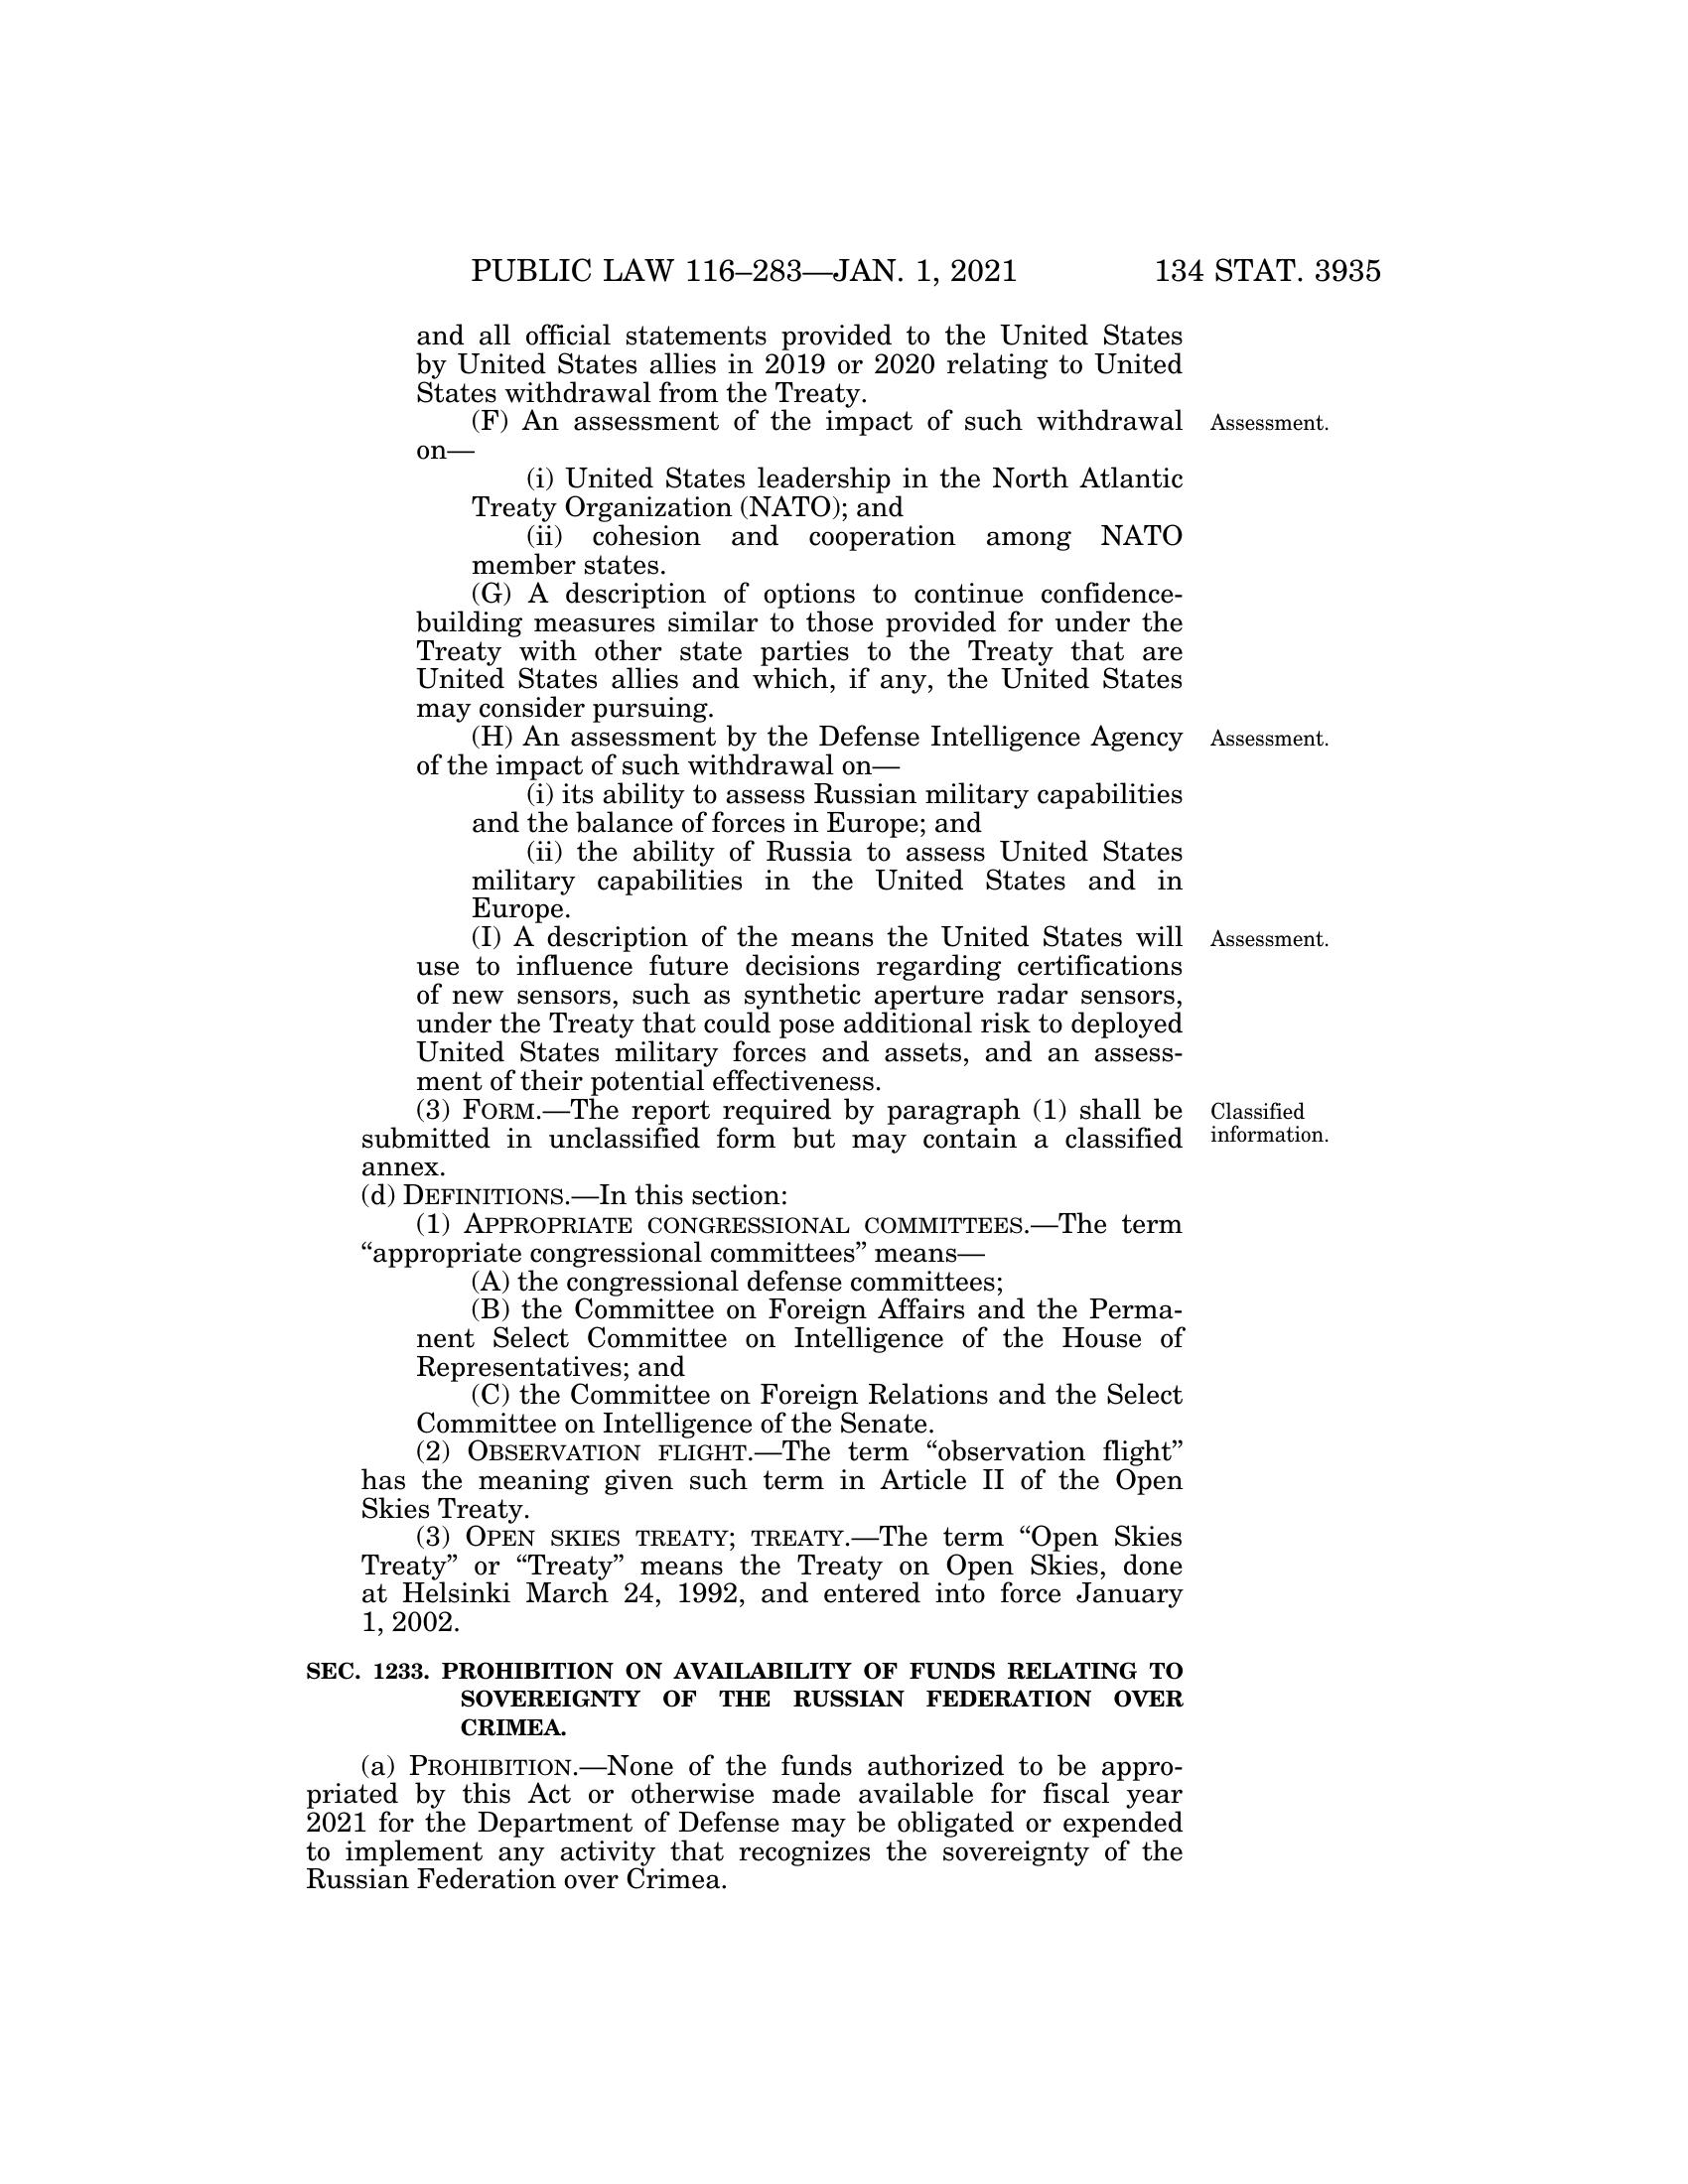 PUBLIC LAW 116–283—JAN. 1, 2021 134 STAT. 3935
and all official statements provided to the United States
by United States allies in 2019 or 2020 relating to United
States withdrawal from the Treaty.
(F) An assessment of the impact of such withdrawal
Assessment.
on—
(i) United States leadership in the North Atlantic
Treaty Organization (NATO); and
(ii) cohesion and cooperation among NATO
member states.
(G) A description of options to continue confidence-
building measures similar to those provided for under the
Treaty with other state parties to the Treaty that are
United States allies and which, if any, the United States
may consider pursuing.
(H) An assessment by the Defense Intelligence Agency
Assessment.
of the impact of such withdrawal on—
(i) its ability to assess Russian military capabilities
and the balance of forces in Europe; and
(ii) the ability of Russia to assess United States
military capabilities in the United States and in
Europe.
(I) A description of the means the United States will
Assessment.
use to influence future decisions regarding certifications
of new sensors, such as synthetic aperture radar sensors,
under the Treaty that could pose additional risk to deployed
United States military forces and assets, and an assess-
ment of their potential effectiveness.
(3) FORM.—The report required by paragraph (1) shall be
Classified
information.
submitted in unclassified form but may contain a classified
annex.
(d) DEFINITIONS.—In this section:
(1) APPROPRIATE CONGRESSIONAL COMMITTEES.—The term
“appropriate congressional committees” means—
(A) the congressional defense committees;
(B) the Committee on Foreign Affairs and the Perma-
nent Select Committee on Intelligence of the House of
Representatives; and
(C) the Committee on Foreign Relations and the Select
Committee on Intelligence of the Senate.
(2) OBSERVATION FLIGHT.—The term “observation flight”
has the meaning given such term in Article II of the Open
Skies Treaty.
(3) OPEN SKIES TREATY; TREATY.—The term “Open Skies
Treaty” or “Treaty” means the Treaty on Open Skies, done
at Helsinki March 24, 1992, and entered into force January
1, 2002.
SEC. 1233. PROHIBITION ON AVAILABILITY OF FUNDS RELATING TO
SOVEREIGNTY OF THE RUSSIAN FEDERATION OVER
CRIMEA.
(a) PROHIBITION.—None of the funds authorized to be appro-
priated by this Act or otherwise made available for fiscal year
2021 for the Department of Defense may be obligated or expended
to implement any activity that recognizes the sovereignty of the
Russian Federation over Crimea.